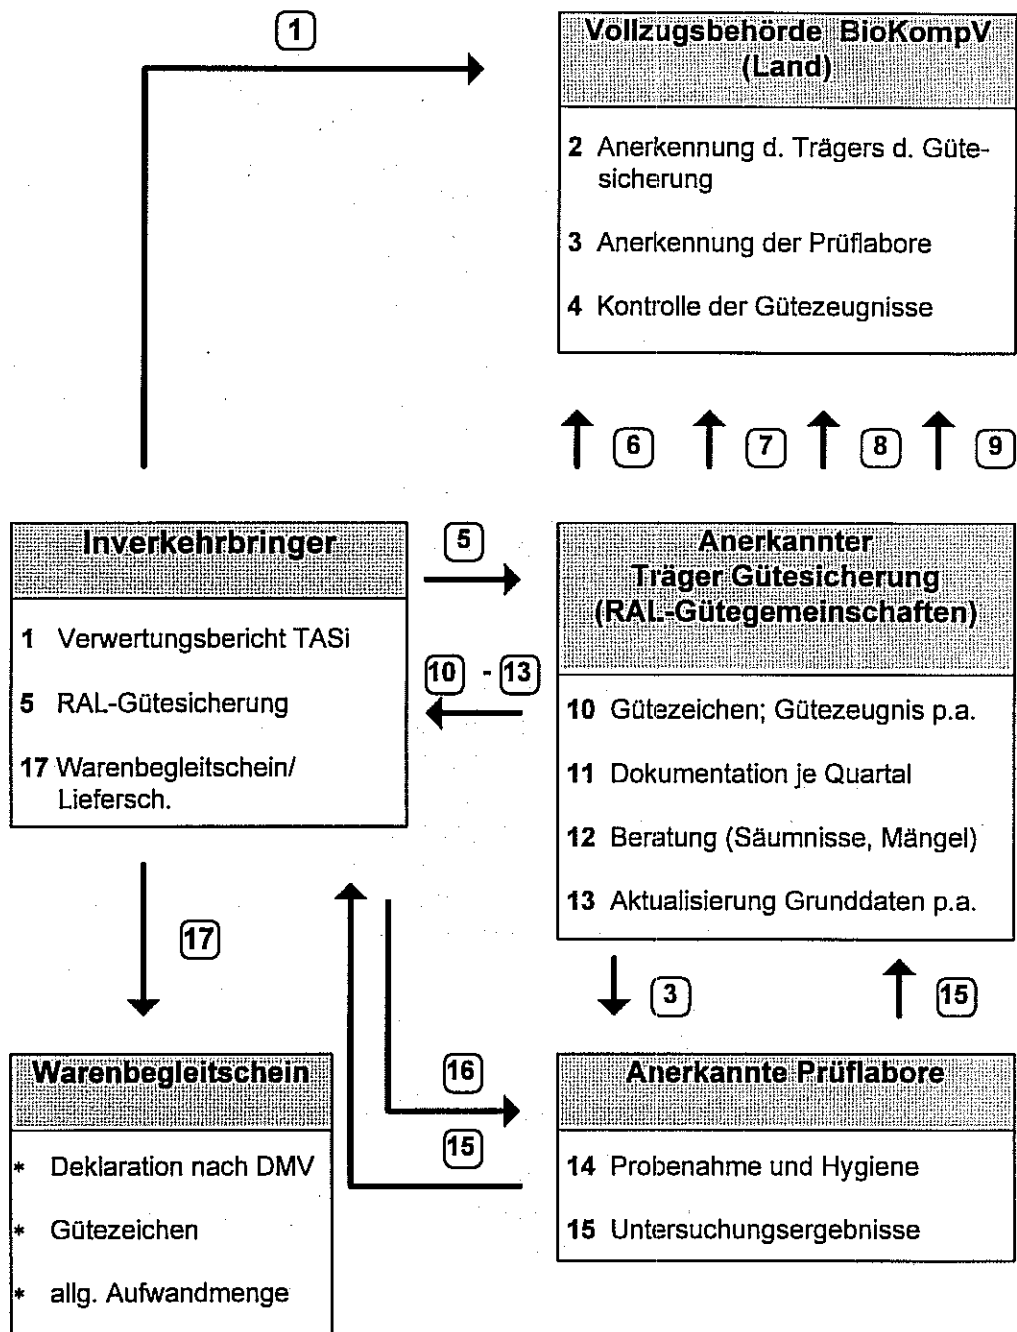 1
Vollzugsbehörde BioKompV
(Land)
2 Anerkennung d. Trägers d. Güte-
sicherung
3 Anerkennung der Prüflabore
4 Kontrolle der Gütezeugnisse
6 7 8 9
Inverkehrbringer
1 Verwertungsbericht TASi
5 RAL-Gütesicherung
17 Warenbegleitschein/
Liefersch.
5
10 - 13
Anerkannter
Träger Gütesicherung
(RAL-Gütegemeinschaften)
10 Gütezeichen; Gütezeugnis p.a.
11 Dokumentation je Quartal
12 Beratung (Säumnisse, Mängel)
13 Aktualisierung Grunddaten p.a.
17
3
15
Warenbegleitschein
* Deklaration nach DMV
* Gütezeichen
* allg. Aufwandmenge
16
15
Anerkannte Prüflabore
14 Probenahme und Hygiene
15 Untersuchungsergebnisse